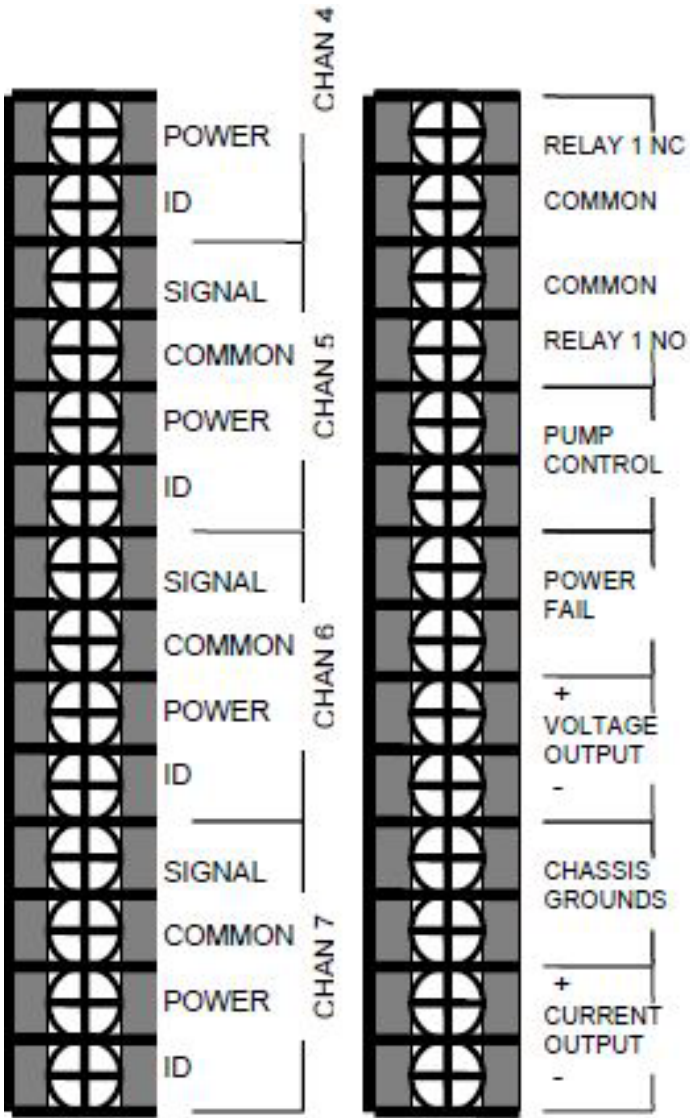 CHAN 4
POWER
ID
SIGNAL
COMMON
POWER
ID
CHAN 5
SIGNAL
COMMON
POWER
ID
CHAN 6
SIGNAL
COMMON
POWER
ID
CHAN 7
RELAY 1 NC
COMMON
COMMON
RELAY 1 NO
PUMP
CONTROL
POWER
FAIL
+
VOLTAGE
OUTPUT
-
CHASSIS
GROUNDS
+
CURRENT
OUTPUT
-